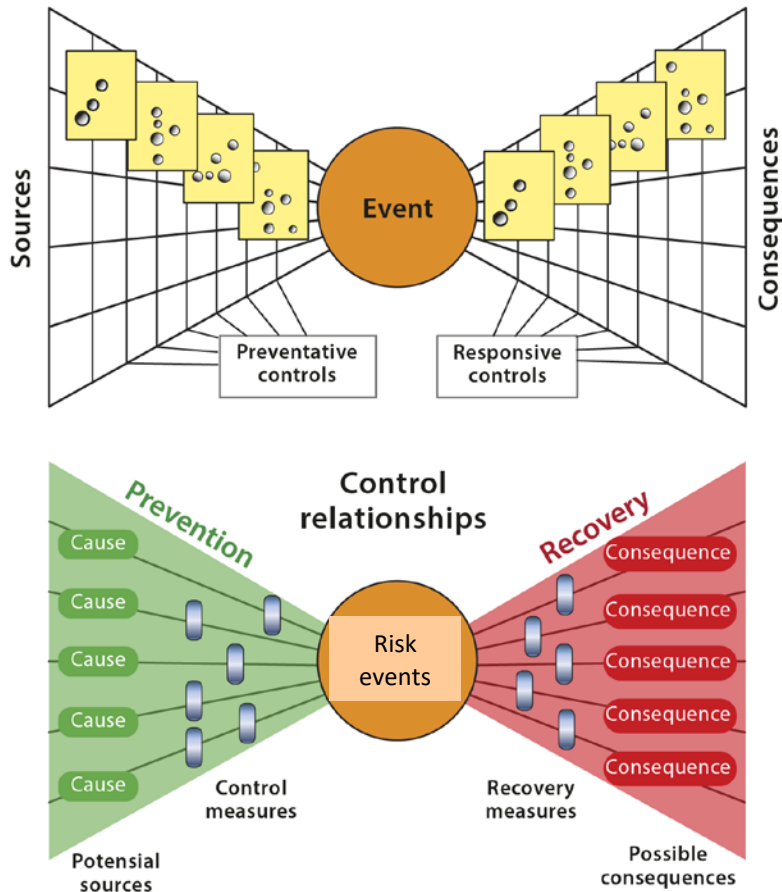 Sources
Event
Consequences
Preventative
controls
Responsive
controls
Prevention
Control
relationships
Recovery
Cause
Cause
Cause
Cause
Cause
Risk
events
Consequence
Consequence
Consequence
Consequence
Consequence
Control
measures
Recovery
measures
Potensial
sources
Possible
consequences